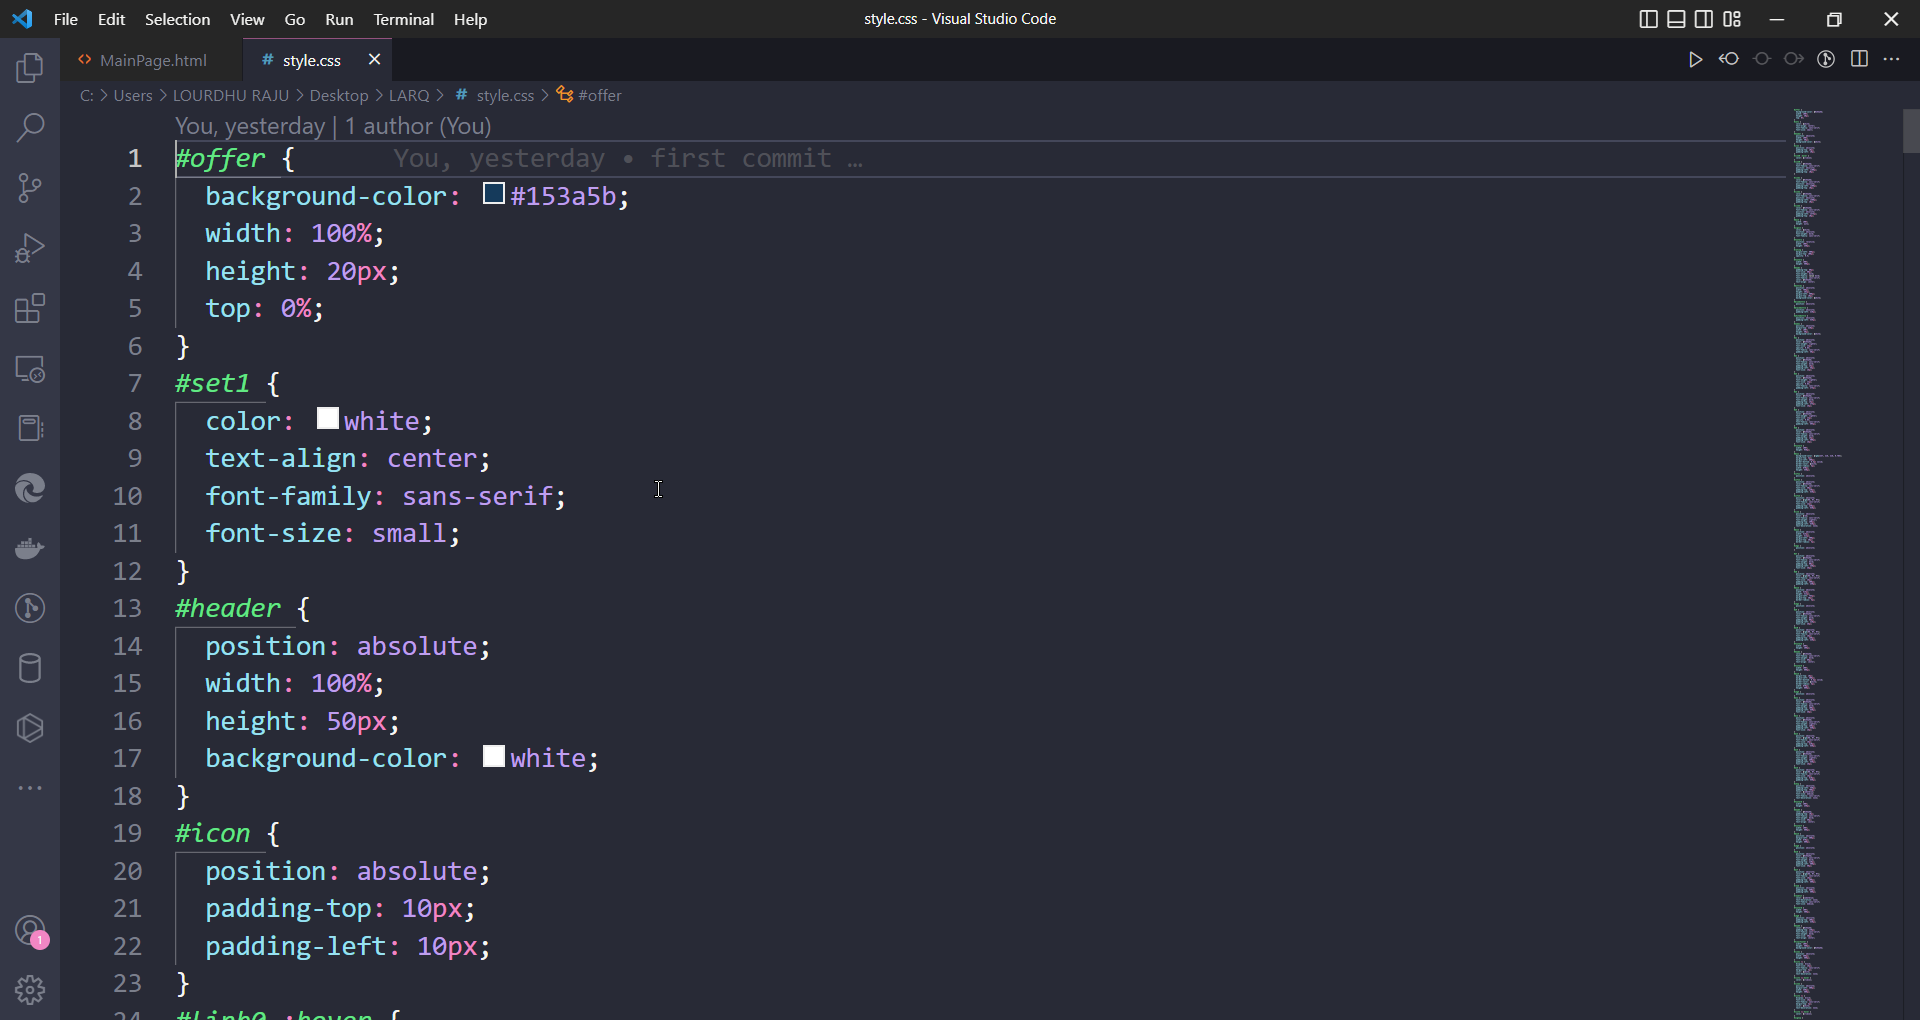 File Edit Selection View Go Run Terminal Help style.css - Visual Studio Code
MainPage.html # style.css
C: > Users > LOURDHU RAJU > Desktop > LARQ > # style.css > #offer
You, yesterday | 1 author (You)
1 #offer { You, yesterday • first commit …
2 background-color: #153a5b;
3 width: 100%;
4 height: 20px;
5 top: 0%;
6 }
7 #set1 {
8 color: white;
9 text-align: center;
10 font-family: sans-serif;
11 font-size: small;
12 }
13 #header {
14 position: absolute;
15 width: 100%;
16 height: 50px;
17 background-color: white;
18 }
19 #icon {
20 position: absolute;
21 padding-top: 10px;
22 padding-left: 10px;
23 }
24 :hover {
1